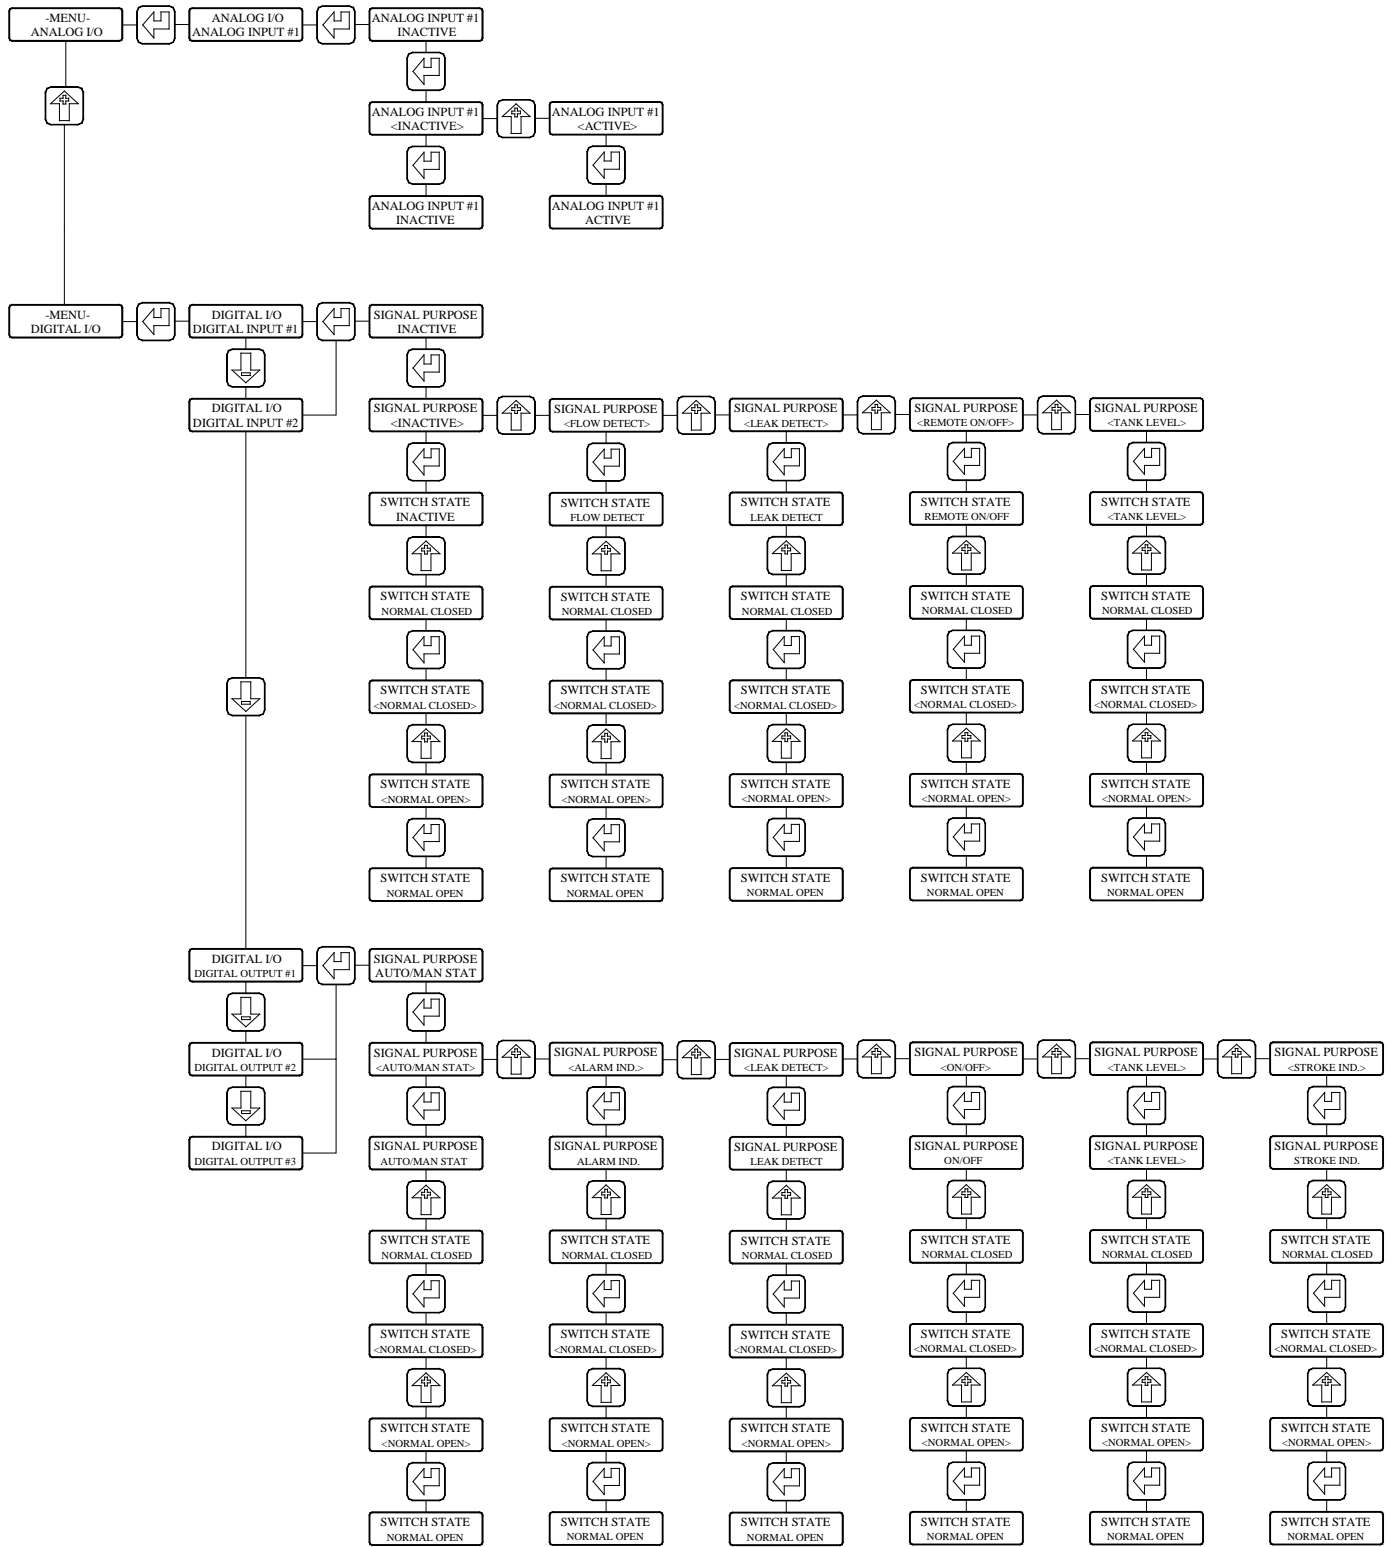 -MENU-
ANALOG I/O
ANALOG I/O
ANALOG INPUT #1
ANALOG INPUT #1
INACTIVE
ANALOG INPUT #1
<INACTIVE>
ANALOG INPUT #1
<ACTIVE>
ANALOG INPUT #1
INACTIVE
ANALOG INPUT #1
ACTIVE
-MENU-
DIGITAL I/O
DIGITAL I/O
DIGITAL INPUT #1
SIGNAL PURPOSE
INACTIVE
DIGITAL I/O
DIGITAL INPUT #2
SIGNAL PURPOSE
<INACTIVE>
SIGNAL PURPOSE
<FLOW DETECT>
SIGNAL PURPOSE
<LEAK DETECT>
SIGNAL PURPOSE
<REMOTE ON/OFF>
SIGNAL PURPOSE
<TANK LEVEL>
SWITCH STATE
INACTIVE
SWITCH STATE
FLOW DETECT
SWITCH STATE
LEAK DETECT
SWITCH STATE
REMOTE ON/OFF
SWITCH STATE
<TANK LEVEL>
SWITCH STATE
NORMAL CLOSED
SWITCH STATE
NORMAL CLOSED
SWITCH STATE
NORMAL CLOSED
SWITCH STATE
NORMAL CLOSED
SWITCH STATE
NORMAL CLOSED
SWITCH STATE
<NORMAL CLOSED>
SWITCH STATE
<NORMAL CLOSED>
SWITCH STATE
<NORMAL CLOSED>
SWITCH STATE
<NORMAL CLOSED>
SWITCH STATE
<NORMAL CLOSED>
SWITCH STATE
<NORMAL OPEN>
SWITCH STATE
<NORMAL OPEN>
SWITCH STATE
<NORMAL OPEN>
SWITCH STATE
<NORMAL OPEN>
SWITCH STATE
<NORMAL OPEN>
SWITCH STATE
NORMAL OPEN
SWITCH STATE
NORMAL OPEN
SWITCH STATE
NORMAL OPEN
SWITCH STATE
NORMAL OPEN
SWITCH STATE
NORMAL OPEN
DIGITAL I/O
DIGITAL OUTPUT #1
SIGNAL PURPOSE
AUTO/MAN STAT
DIGITAL I/O
DIGITAL OUTPUT #2
SIGNAL PURPOSE
<AUTO/MAN STAT>
SIGNAL PURPOSE
<ALARM IND.>
SIGNAL PURPOSE
<LEAK DETECT>
SIGNAL PURPOSE
<ON/OFF>
SIGNAL PURPOSE
<TANK LEVEL>
SIGNAL PURPOSE
<STROKE IND.>
DIGITAL I/O
DIGITAL OUTPUT #3
SIGNAL PURPOSE
AUTO/MAN STAT
SIGNAL PURPOSE
ALARM IND.
SIGNAL PURPOSE
LEAK DETECT
SIGNAL PURPOSE
ON/OFF
SIGNAL PURPOSE
<TANK LEVEL>
SIGNAL PURPOSE
STROKE IND.
SWITCH STATE
NORMAL CLOSED
SWITCH STATE
NORMAL CLOSED
SWITCH STATE
NORMAL CLOSED
SWITCH STATE
NORMAL CLOSED
SWITCH STATE
NORMAL CLOSED
SWITCH STATE
NORMAL CLOSED
SWITCH STATE
<NORMAL CLOSED>
SWITCH STATE
<NORMAL CLOSED>
SWITCH STATE
<NORMAL CLOSED>
SWITCH STATE
<NORMAL CLOSED>
SWITCH STATE
<NORMAL CLOSED>
SWITCH STATE
<NORMAL CLOSED>
SWITCH STATE
<NORMAL OPEN>
SWITCH STATE
<NORMAL OPEN>
SWITCH STATE
<NORMAL OPEN>
SWITCH STATE
<NORMAL OPEN>
SWITCH STATE
<NORMAL OPEN>
SWITCH STATE
<NORMAL OPEN>
SWITCH STATE
NORMAL OPEN
SWITCH STATE
NORMAL OPEN
SWITCH STATE
NORMAL OPEN
SWITCH STATE
NORMAL OPEN
SWITCH STATE
NORMAL OPEN
SWITCH STATE
NORMAL OPEN